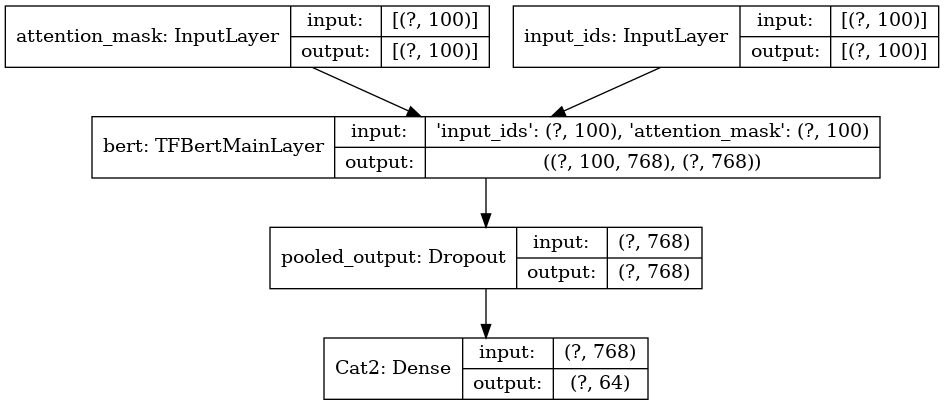 attention_mask: InputLayer
input: [(?, 100)]
output: [(?, 100)]
input_ids: InputLayer
input: [(?, 100)]
output: [(?, 100)]
bert: TFBertMainLayer
input: 'input_ids': (?, 100), 'attention_mask': (?, 100)
output: ((?, 100, 768), (?, 768))
pooled_output: Dropout
input: (?, 768)
output: (?, 768)
Cat2: Dense
input: (?, 768)
output: (?, 64)